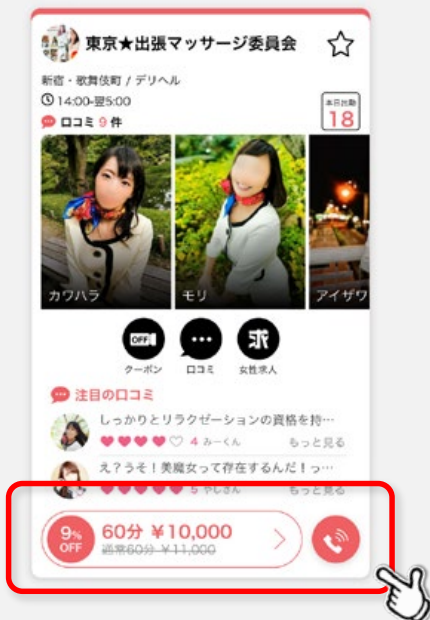 東京★出張マッサージ委員会
新宿・歌舞伎町 / デリヘル
14:00-翌5:00
本日出勤
18
口コミ 9 件
カワハラ
モリ
アイザワ
OFF
求
クーポン
口コミ
女性求人
注目の口コミ
しっかりとリラクゼーションの資格を持…
4 みーくん
もっと見る
え？うそ！美魔女って存在するんだ！っ…
5 やしさん
もっと見る
9%
OFF
60分 ¥10,000
通常60分 ¥11,000